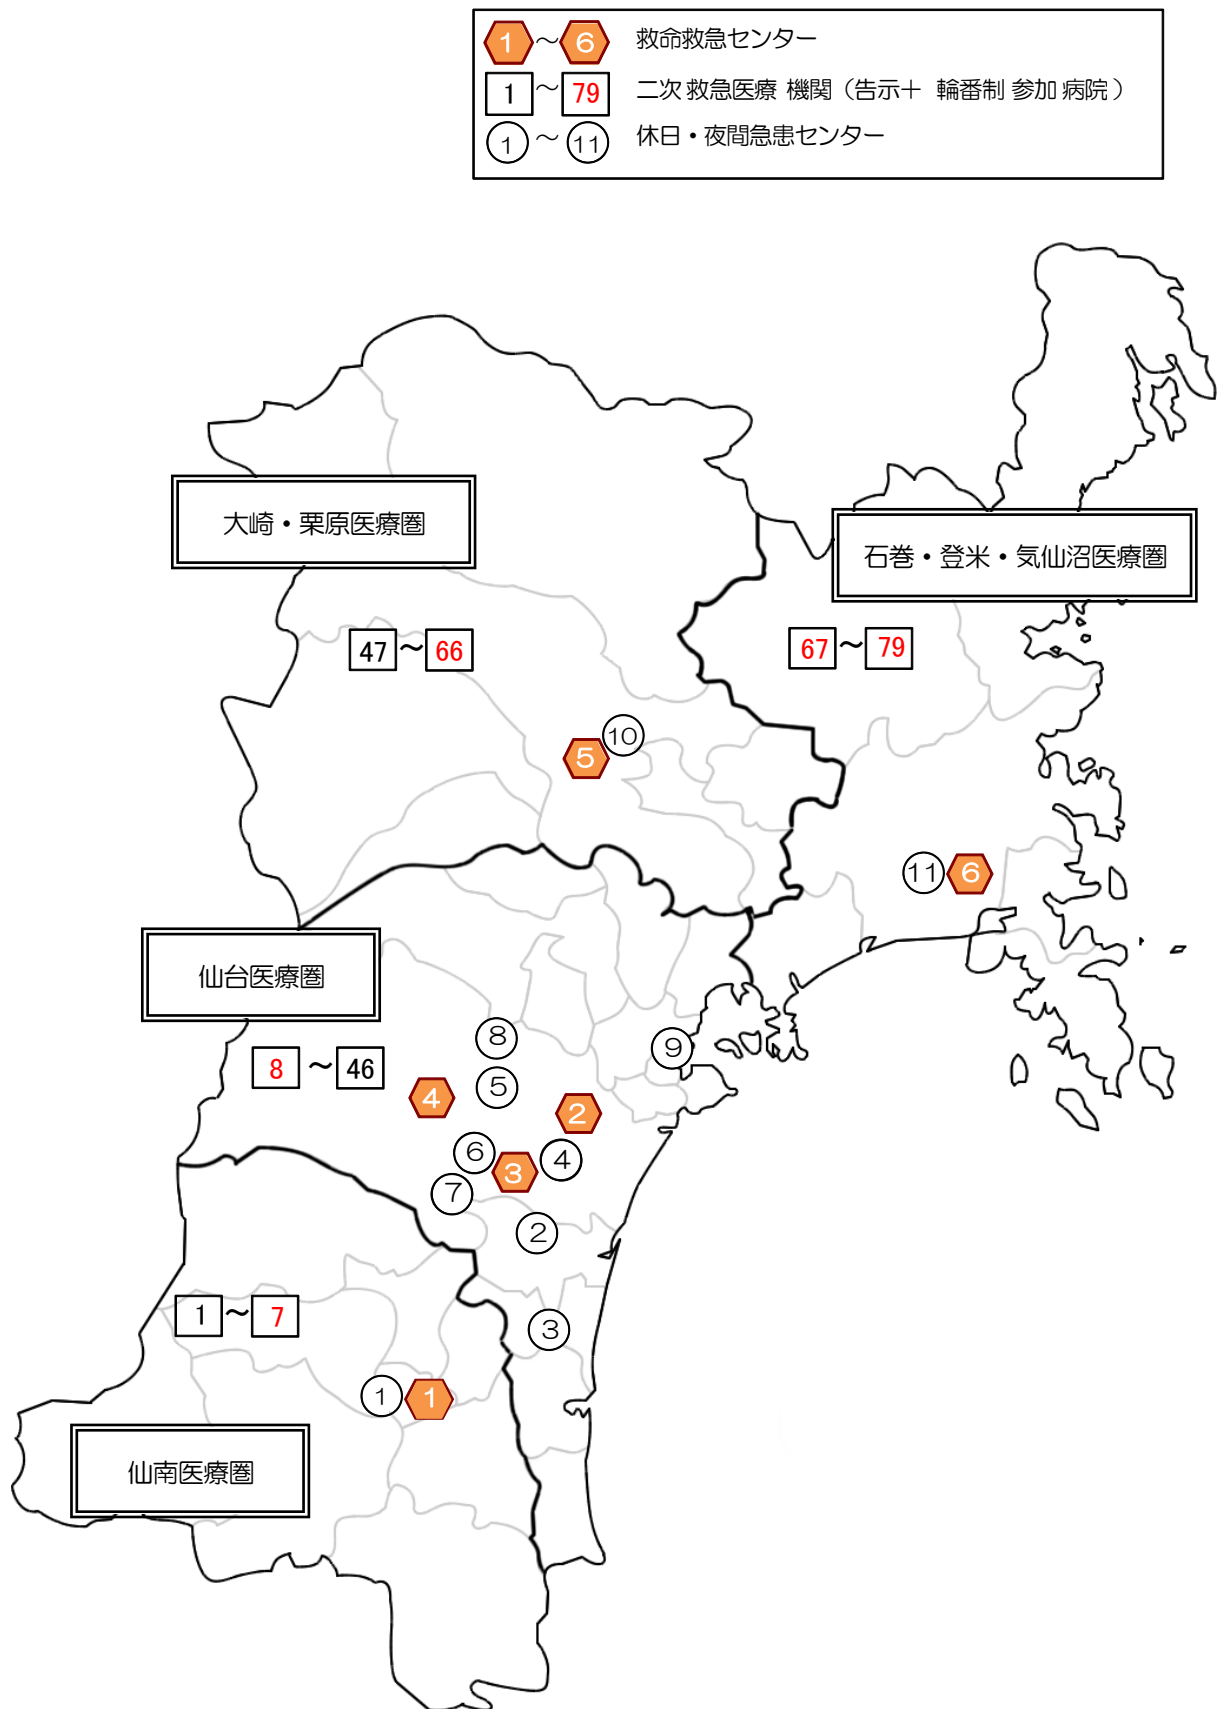 1 ～ 6 救命救急センター
1 ～ 79 二次救急医療 機関（告示＋ 輪番制 参加 病院）
1 ～ 11 休日・夜間急患センター
大崎・栗原医療圏
石巻・登米・気仙沼医療圏
47 ～ 66
67 ～ 79
10
5
11 6
仙台医療圏
8
9
8 ～ 46
5
4
2
6
3
4
7
2
1 ～ 7
3
1 1
仙南医療圏